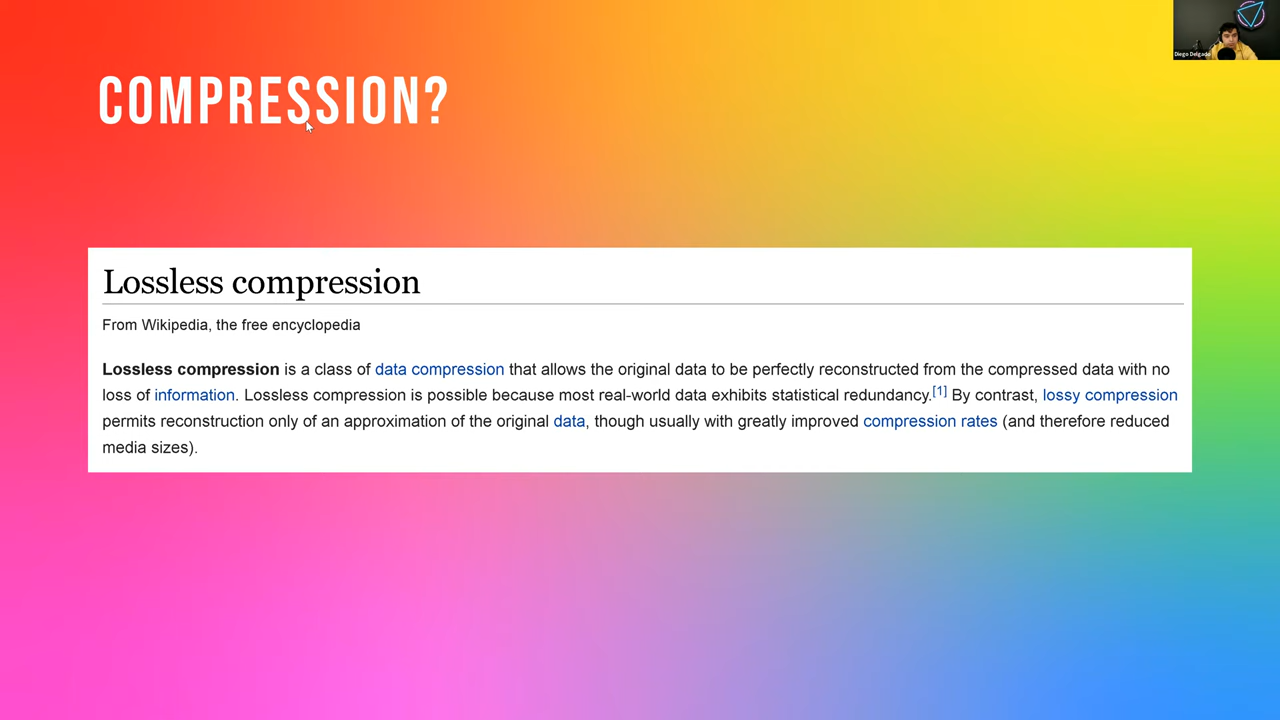 COMPRESSION?
Diego Delgado
Lossless compression
From Wikipedia, the free encyclopedia
Lossless compression is a class of data compression that allows the original data to be perfectly reconstructed from the compressed data with no
loss of information. Lossless compression is possible because most real-world data exhibits statistical redundancy.[1] By contrast, lossy compression
permits reconstruction only of an approximation of the original data, though usually with greatly improved compression rates (and therefore reduced
media sizes).